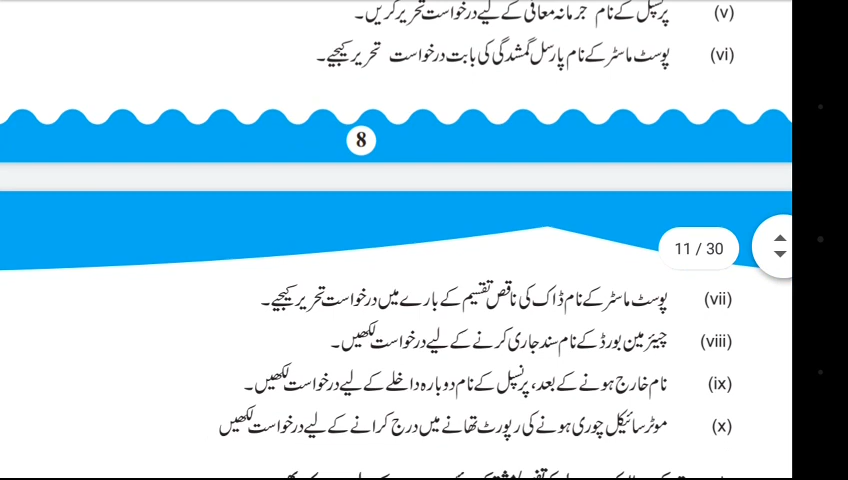 (v) پرنسپل کے نام جرمانہ معافی کے لیے درخواست تحریر کریں۔
(vi) پوسٹ ماسٹر کے نام پارسل گمشدگی کی بابت درخواست تحریر کیجیے۔
8
11 / 30
(vii) پوسٹ ماسٹر کے نام ڈاک کی ناقص تقسیم کے بارے میں درخواست تحریر کیجیے۔
(viii) چیئرمین بورڈ کے نام سند جاری کرنے کے لیے درخواست لکھیں۔
(ix) نام خارج ہونے کے بعد، پرنسپل کے نام دوبارہ داخلے کے لیے درخواست لکھیں۔
(x) موٹر سائیکل چوری ہونے کی رپورٹ تھانے میں درج کرانے کے لیے درخواست لکھیں